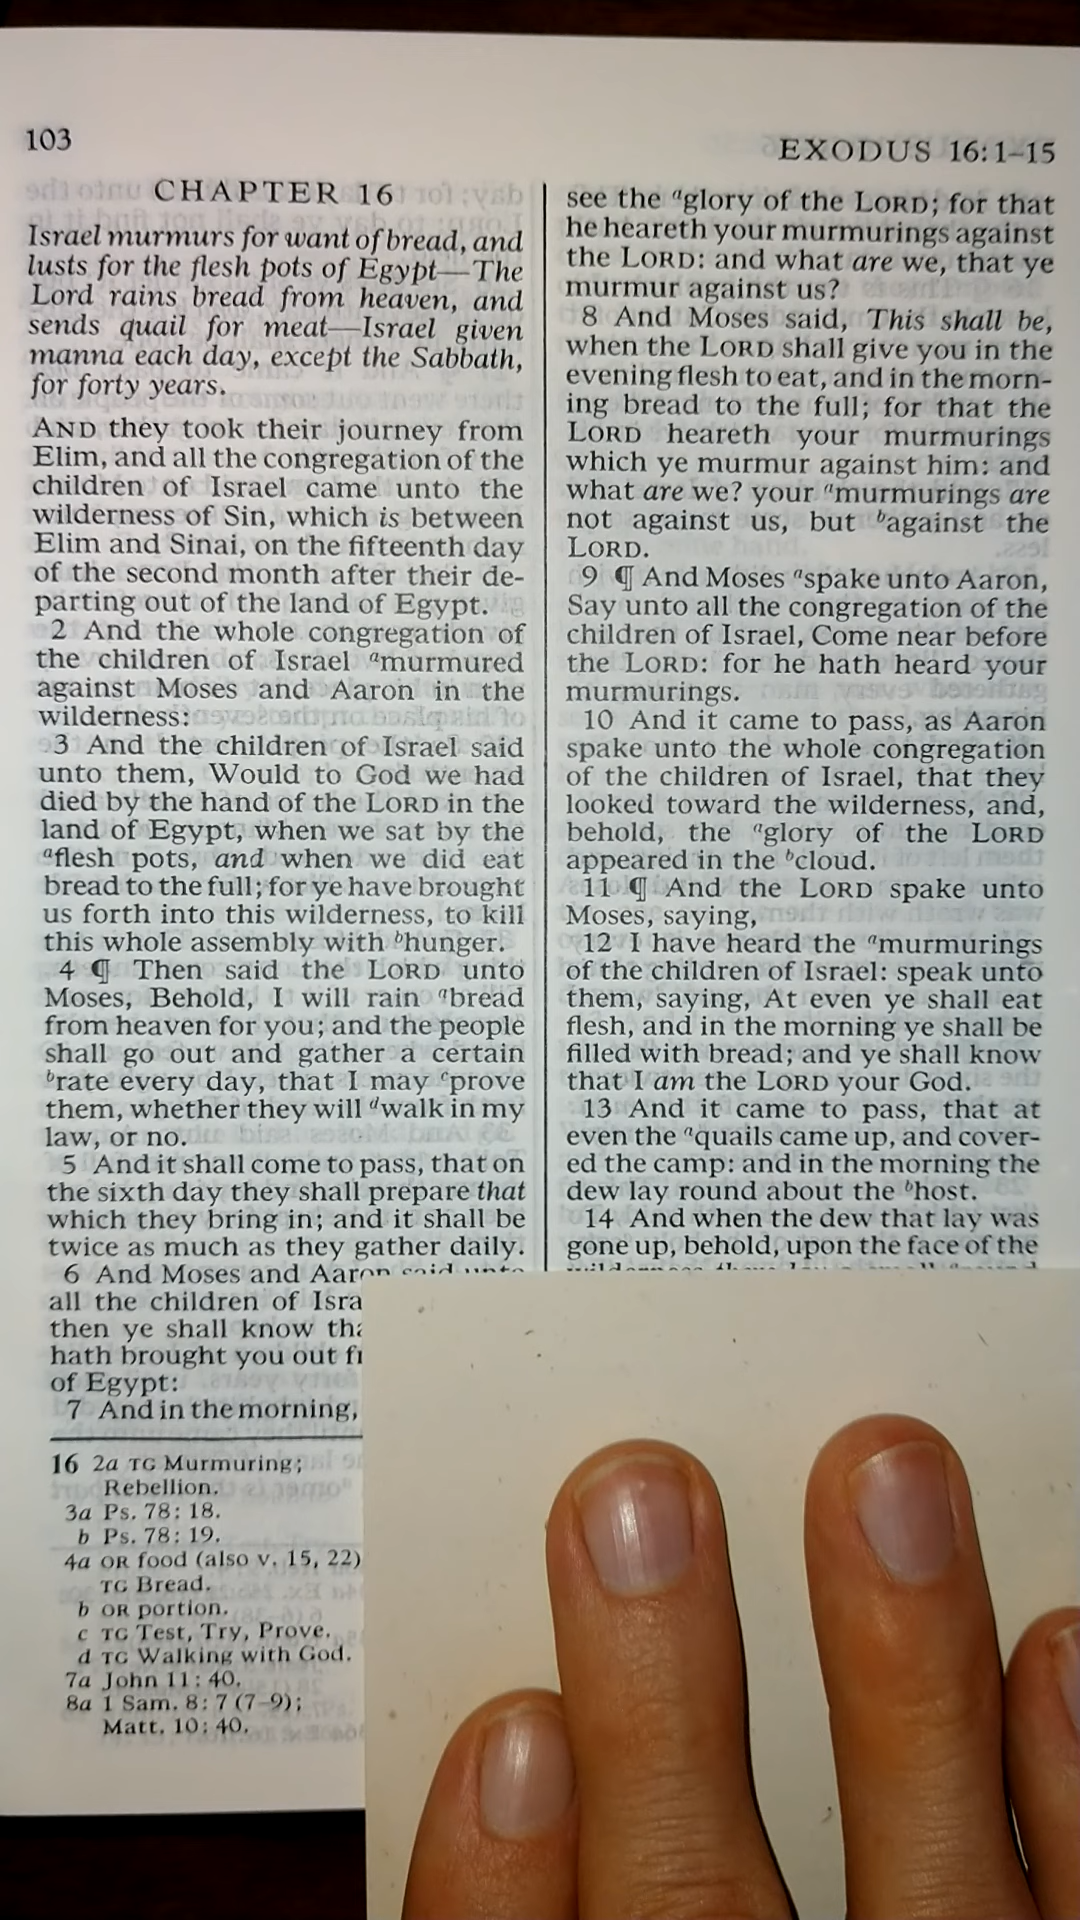 103
EXODUS 16:1–15
CHAPTER 16
Israel murmurs for want of bread, and
lusts for the flesh pots of Egypt—The
Lord rains bread from heaven, and
sends quail for meat—Israel given
manna each day, except the Sabbath,
for forty years.
AND they took their journey from
Elim, and all the congregation of the
children of Israel came unto the
wilderness of Sin, which is between
Elim and Sinai, on the fifteenth day
of the second month after their de-
parting out of the land of Egypt.
2 And the whole congregation of
the children of Israel ᵃmurmured
against Moses and Aaron in the
wilderness:
3 And the children of Israel said
unto them, Would to God we had
died by the hand of the LORD in the
land of Egypt, when we sat by the
ᵃflesh pots, and when we did eat
bread to the full; for ye have brought
us forth into this wilderness, to kill
this whole assembly with ᵇhunger.
4 ¶ Then said the LORD unto
Moses, Behold, I will rain ᵃbread
from heaven for you; and the people
shall go out and gather a certain
ᵇrate every day, that I may ᶜprove
them, whether they will ᵈwalk in my
law, or no.
5 And it shall come to pass, that on
the sixth day they shall prepare that
which they bring in; and it shall be
twice as much as they gather daily.
6 And Moses and Aaron said unto
all the children of Isra
then ye shall know tha
hath brought you out f
of Egypt:
7 And in the morning,
16 2a TG Murmuring;
Rebellion.
3a Ps. 78: 18.
b Ps. 78: 19.
4a OR food (also v. 15, 22)
TG Bread.
b OR portion.
c TG Test, Try, Prove.
d TG Walking with God.
7a John 11: 40.
8a 1 Sam. 8: 7 (7–9);
Matt. 10: 40.
see the ᵃglory of the LORD; for that
he heareth your murmurings against
the LORD: and what are we, that ye
murmur against us?
8 And Moses said, This shall be,
when the LORD shall give you in the
evening flesh to eat, and in the morn-
ing bread to the full; for that the
LORD heareth your murmurings
which ye murmur against him: and
what are we? your ᵃmurmurings are
not against us, but ᵇagainst the
LORD.
9 ¶ And Moses ᵃspake unto Aaron,
Say unto all the congregation of the
children of Israel, Come near before
the LORD: for he hath heard your
murmurings.
10 And it came to pass, as Aaron
spake unto the whole congregation
of the children of Israel, that they
looked toward the wilderness, and,
behold, the ᵃglory of the LORD
appeared in the ᵇcloud.
11 ¶ And the LORD spake unto
Moses, saying,
12 I have heard the ᵃmurmurings
of the children of Israel: speak unto
them, saying, At even ye shall eat
flesh, and in the morning ye shall be
filled with bread; and ye shall know
that I am the LORD your God.
13 And it came to pass, that at
even the ᵃquails came up, and cover-
ed the camp: and in the morning the
dew lay round about the ᵇhost.
14 And when the dew that lay was
gone up, behold, upon the face of the